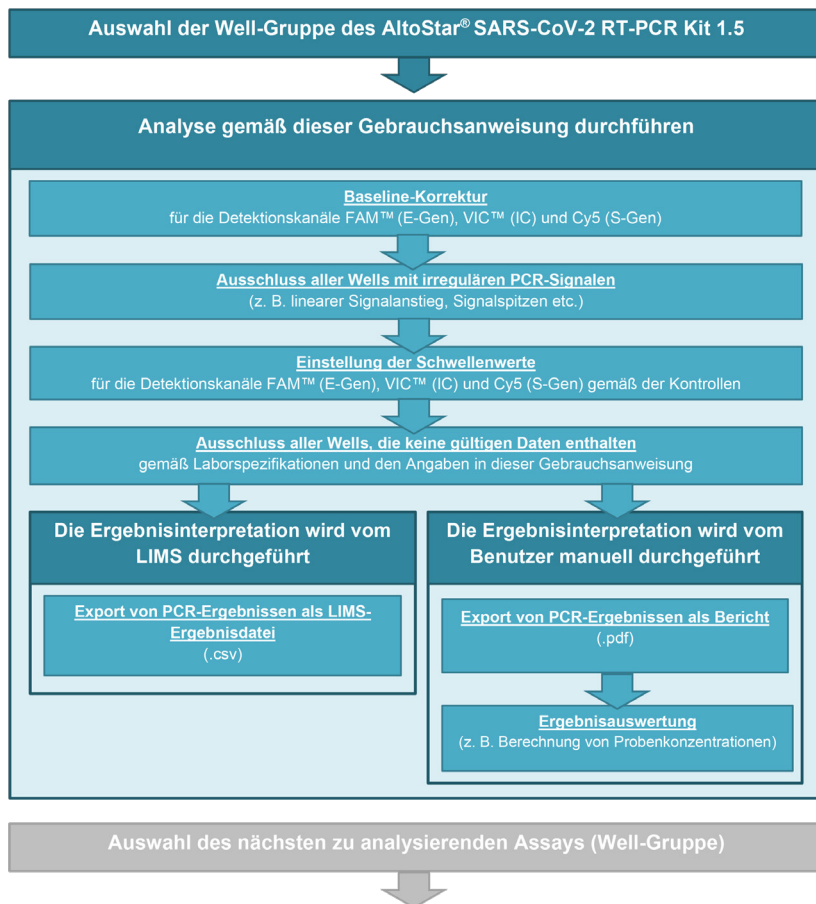 Auswahl der Well-Gruppe des AltoStar® SARS-CoV-2 RT-PCR Kit 1.5
Analyse gemäß dieser Gebrauchsanweisung durchführen
Baseline-Korrektur
für die Detektionskanäle FAM™ (E-Gen), VIC™ (IC) und Cy5 (S-Gen)
Ausschluss aller Wells mit irregulären PCR-Signalen
(z. B. linearer Signalanstieg, Signalspitzen etc.)
Einstellung der Schwellenwerte
für die Detektionskanäle FAM™ (E-Gen), VIC™ (IC) und Cy5 (S-Gen) gemäß der Kontrollen
Ausschluss aller Wells, die keine gültigen Daten enthalten
gemäß Laborspezifikationen und den Angaben in dieser Gebrauchsanweisung
Die Ergebnisinterpretation wird vom
LIMS durchgeführt
Export von PCR-Ergebnissen als LIMS-
Ergebnisdatei
(.csv)
Die Ergebnisinterpretation wird vom
Benutzer manuell durchgeführt
Export von PCR-Ergebnissen als Bericht
(.pdf)
Ergebnisauswertung
(z. B. Berechnung von Probenkonzentrationen)
Auswahl des nächsten zu analysierenden Assays (Well-Gruppe)